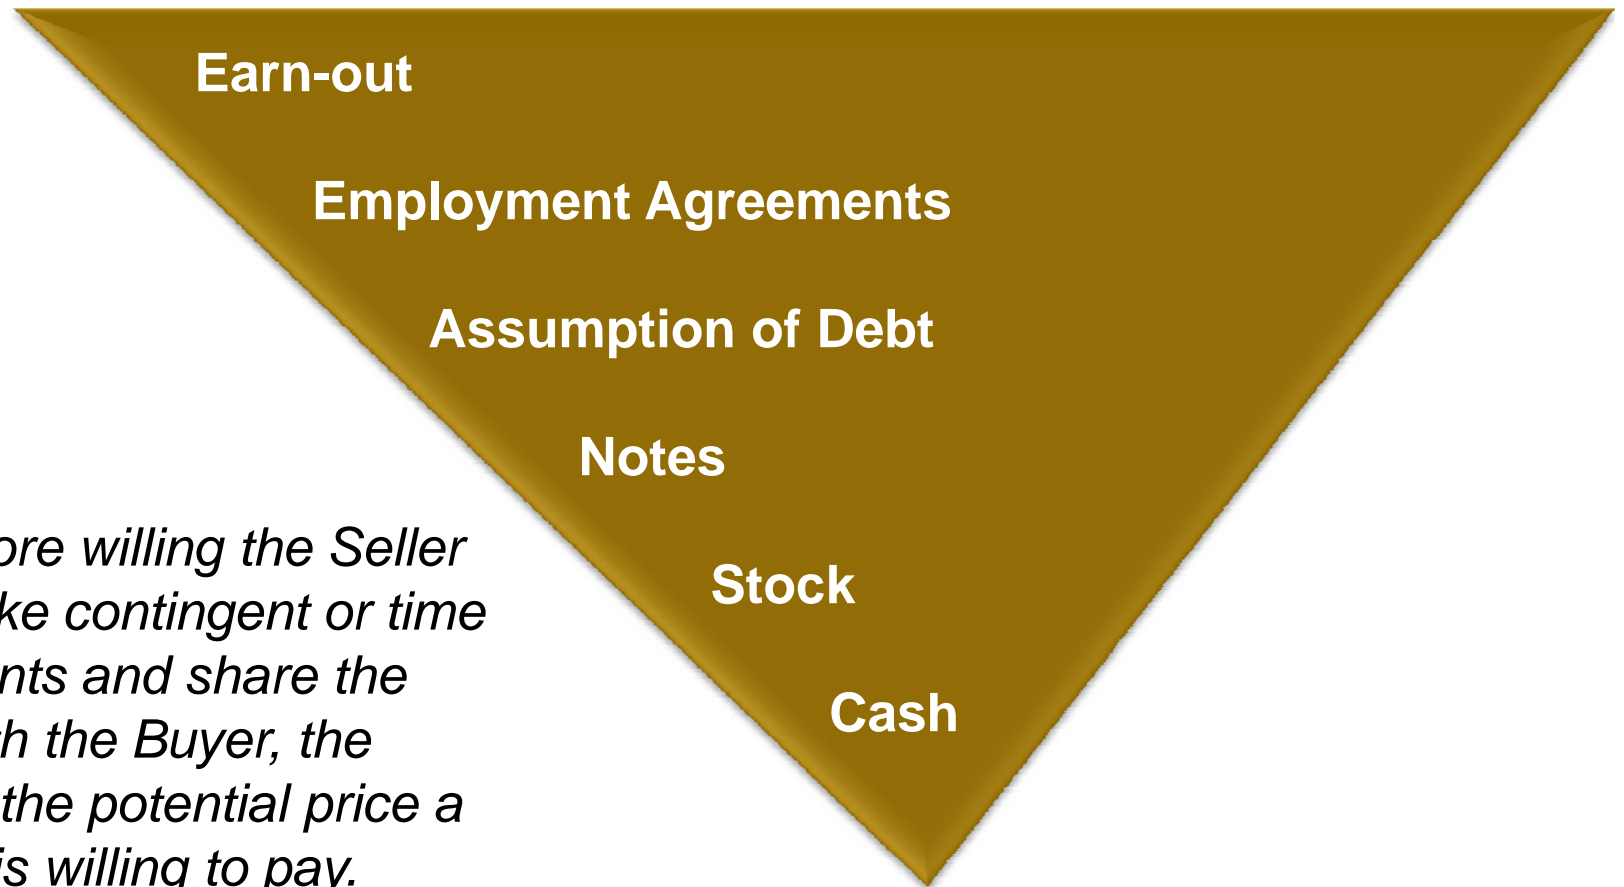 Earn-out
Employment Agreements
Assumption of Debt
Notes
Stock
Cash
ore willing the Seller
ke contingent or time
nts and share the
h the Buyer, the
the potential price a
is willing to pay.